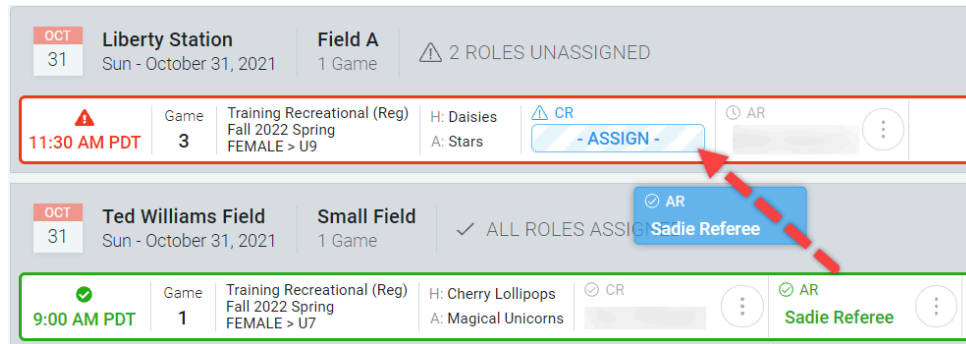 OCT
31
Liberty Station
Sun - October 31, 2021
Field A
1 Game
2 ROLES UNASSIGNED
11:30 AM PDT
Game
3
Training Recreational (Reg)
Fall 2022 Spring
FEMALE > U9
H: Daisies
A: Stars
CR
- ASSIGN -
AR
OCT
31
Ted Williams Field
Sun - October 31, 2021
Small Field
1 Game
ALL ROLES
AR
Sadie Referee
9:00 AM PDT
Game
1
Training Recreational (Reg)
Fall 2022 Spring
FEMALE > U7
H: Cherry Lollipops
A: Magical Unicorns
CR
AR
Sadie Referee